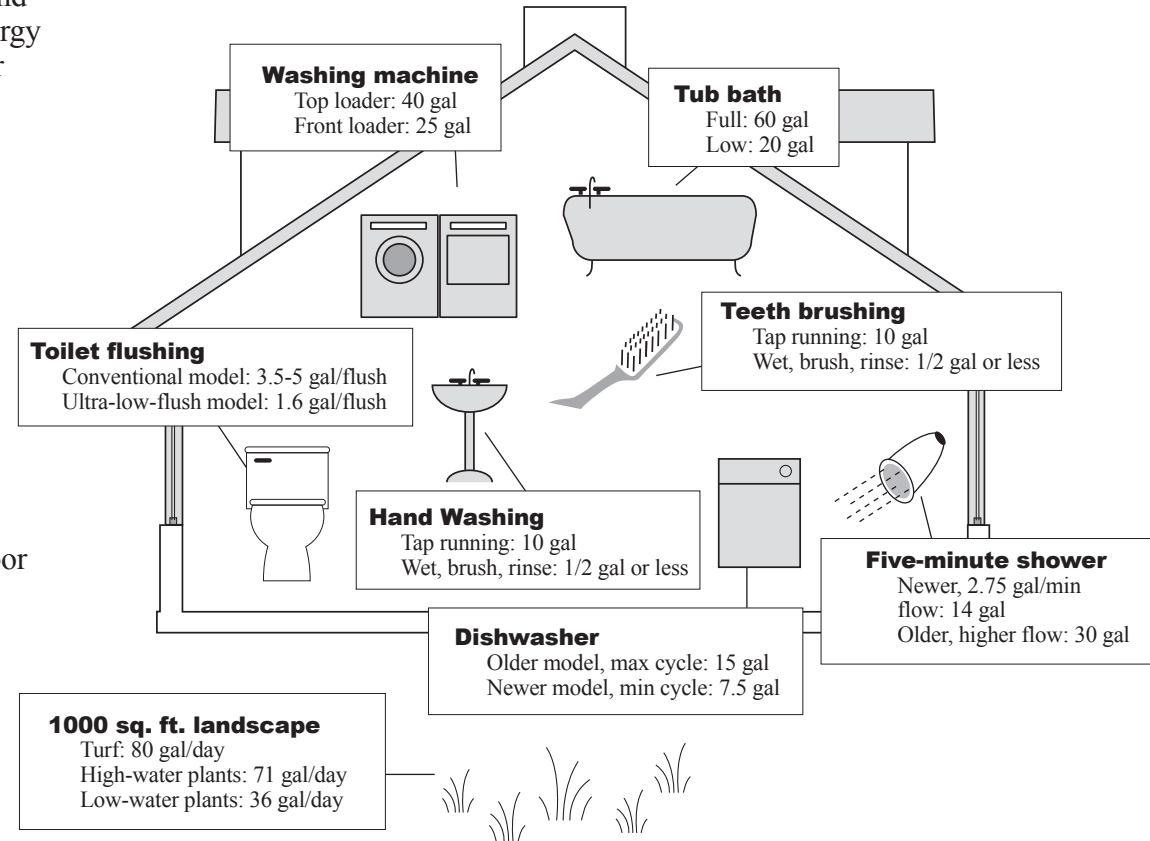 nd
rgy
r
Washing machine
Top loader: 40 gal
Front loader: 25 gal
Tub bath
Full: 60 gal
Low: 20 gal
Teeth brushing
Tap running: 10 gal
Wet, brush, rinse: 1/2 gal or less
Toilet flushing
Conventional model: 3.5-5 gal/flush
Ultra-low-flush model: 1.6 gal/flush
Hand Washing
Tap running: 10 gal
Wet, brush, rinse: 1/2 gal or less
oor
Five-minute shower
Newer, 2.75 gal/min
flow: 14 gal
Older, higher flow: 30 gal
Dishwasher
Older model, max cycle: 15 gal
Newer model, min cycle: 7.5 gal
1000 sq. ft. landscape
Turf: 80 gal/day
High-water plants: 71 gal/day
Low-water plants: 36 gal/day